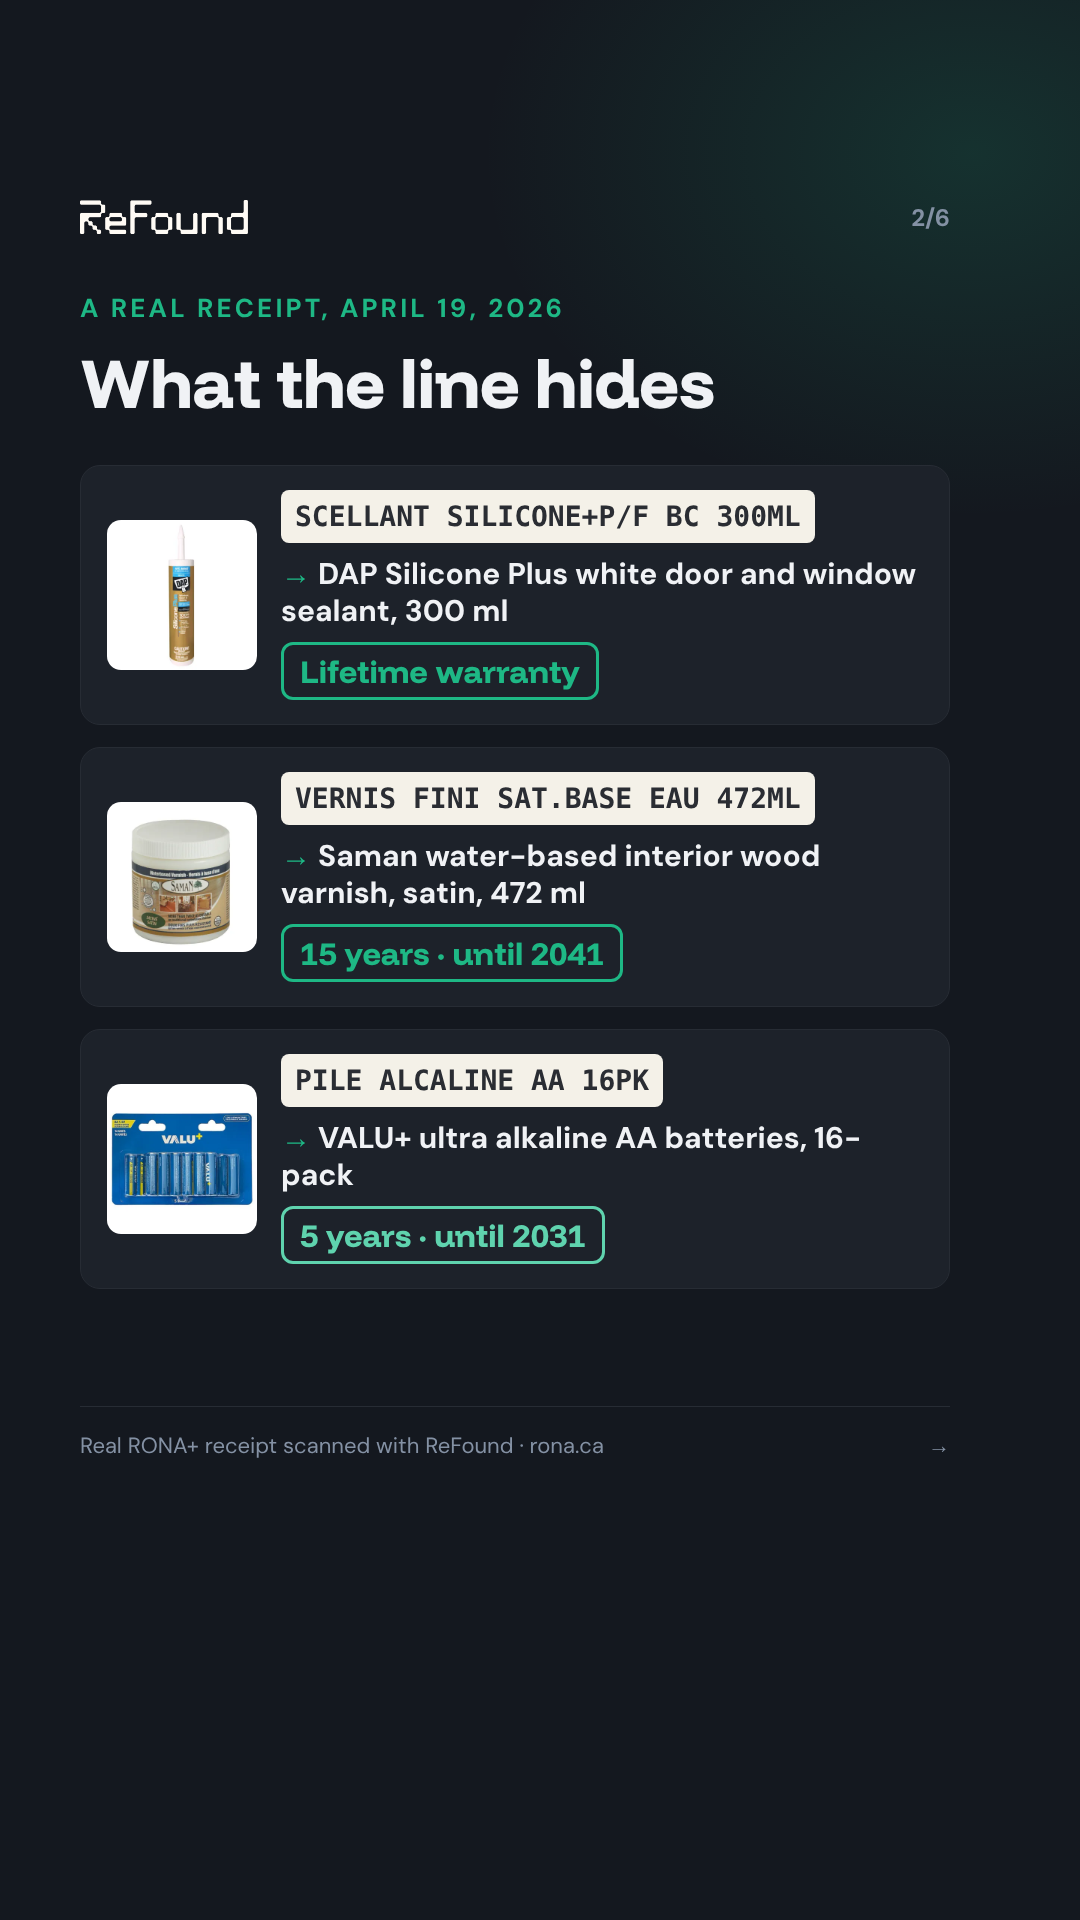 ReFound
2/6
A REAL RECEIPT, APRIL 19, 2026
What the line hides
SCELLANT SILICONE+P/F BC 300ML
→ DAP Silicone Plus white door and window
sealant, 300 ml
DAP
Lifetime warranty
VERNIS FINI SAT.BASE EAU 472ML
→ Saman water-based interior wood
varnish, satin, 472 ml
SAMAN
15 years · until 2041
PILE ALCALINE AA 16PK
→ VALU+ ultra alkaline AA batteries, 16-
pack
VALU+
5 years · until 2031
Real RONA+ receipt scanned with ReFound · rona.ca
→